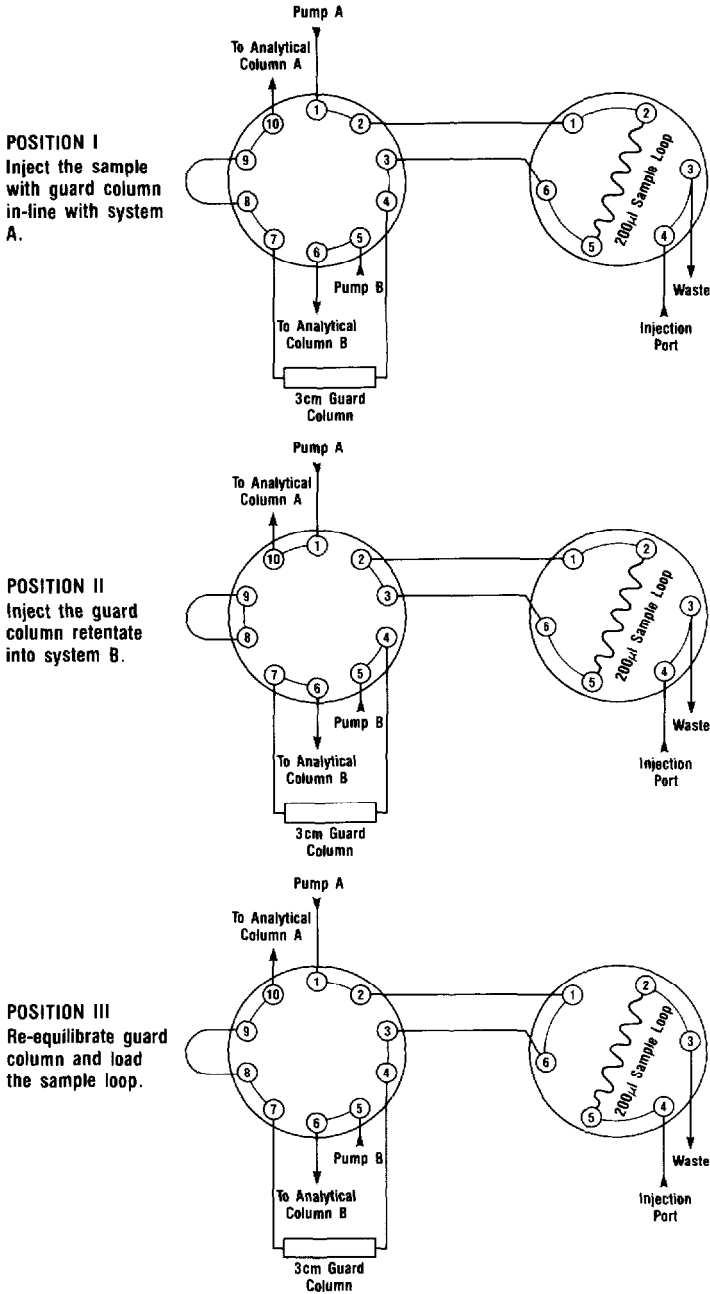 Pump A
To Analytical
Column A
POSITION I
Inject the sample
with guard column
in-line with system
A.
1
2
3
4
5
6
7
8
9
10
Pump B
To Analytical
Column B
3cm Guard
Column
1
2
3
4
5
6
200µl Sample Loop
Waste
Injection
Port
Pump A
To Analytical
Column A
POSITION II
Inject the guard
column retentate
into system B.
1
2
3
4
5
6
7
8
9
10
Pump B
To Analytical
Column B
3cm Guard
Column
1
2
3
4
5
6
200µl Sample Loop
Waste
Injection
Port
Pump A
To Analytical
Column A
POSITION III
Re-equilibrate guard
column and load
the sample loop.
1
2
3
4
5
6
7
8
9
10
Pump B
To Analytical
Column B
3cm Guard
Column
1
2
3
4
5
6
200µl Sample Loop
Waste
Injection
Port